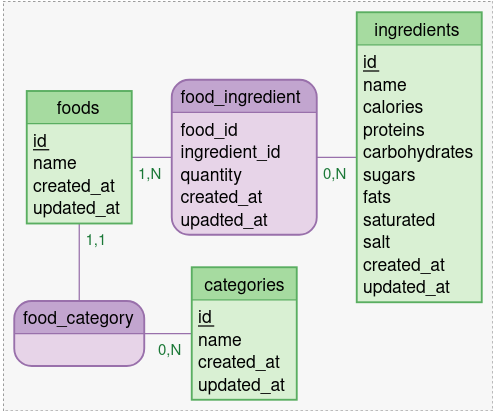 foods
id
name
created_at
updated_at
1,N
1,1
food_ingredient
food_id
ingredient_id
quantity
created_at
upadted_at
0,N
ingredients
id
name
calories
proteins
carbohydrates
sugars
fats
saturated
salt
created_at
updated_at
food_category
0,N
categories
id
name
created_at
updated_at